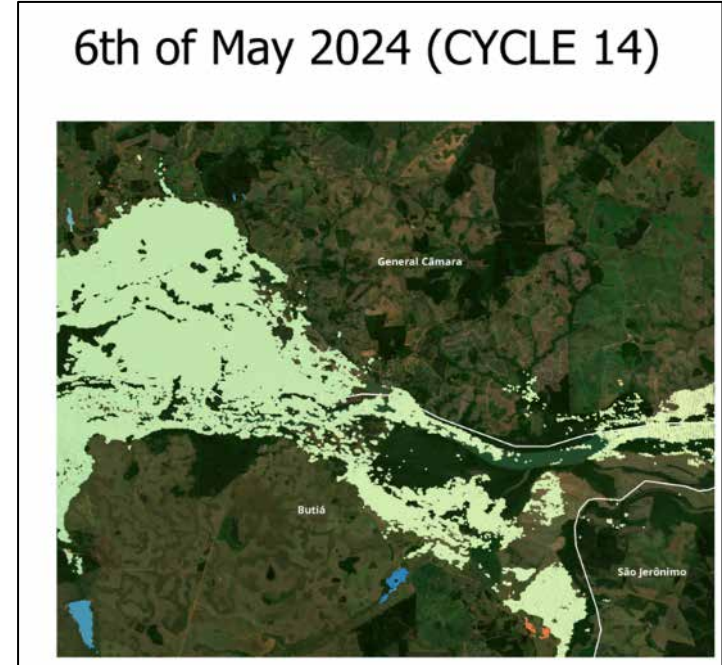 6th of May 2024 (CYCLE 14)
General Câmara
Butiá
São Jerônimo